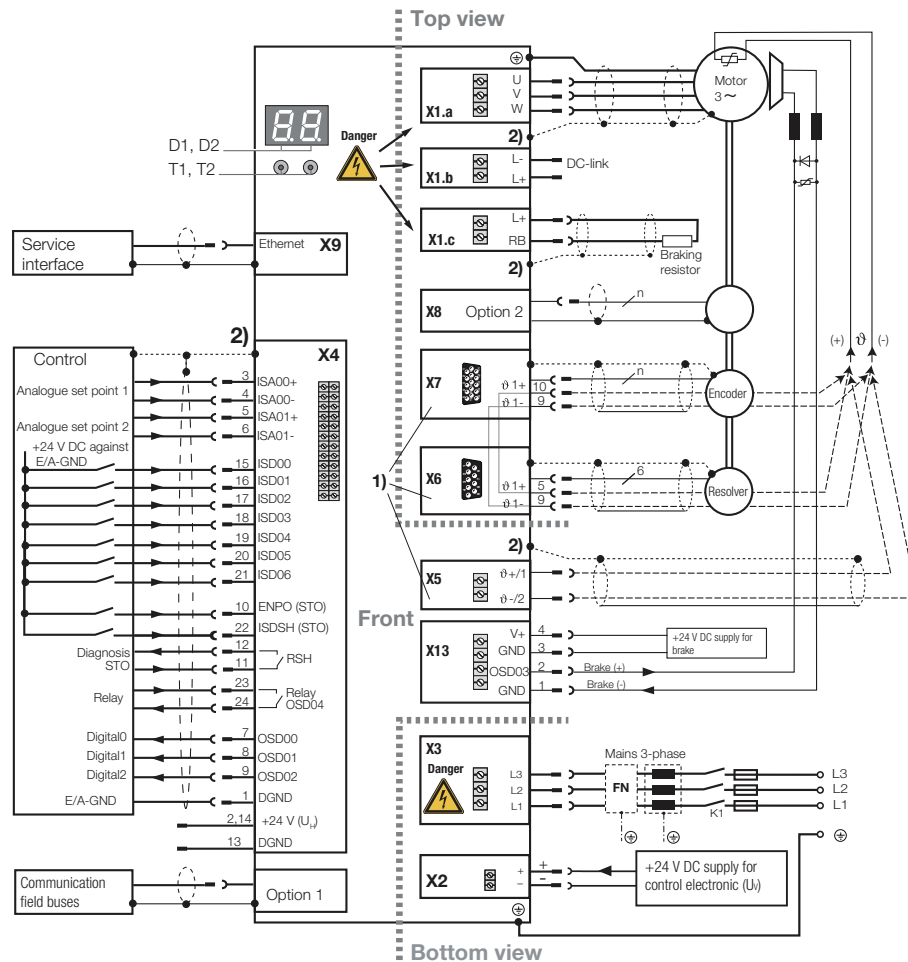 Top view
D1, D2
T1, T2
8.8.
Danger
X1.a
U
V
W
2)
Motor
3~
X1.b
L-
L+
DC-link
X1.c
L+
RB
Braking
resistor
2)
Service
interface
Ethernet X9
X8 Option 2
n
2)
(+) ϑ (-)
Control
X4
Analogue set point 1
3 ISA00+
4 ISA00-
Analogue set point 2
5 ISA01+
6 ISA01-
+24 V DC against
E/A-GND
15 ISD00
16 ISD01
17 ISD02
18 ISD03
19 ISD04
20 ISD05
21 ISD06
10 ENPO (STO)
22 ISDSH (STO)
Diagnosis
STO
12
11
RSH
Relay
23
24
Relay
OSD04
Digital0 7 OSD00
Digital1 8 OSD01
Digital2 9 OSD02
E/A-GND 1 DGND
2,14 +24 V (UH)
13 DGND
Communication
field buses
Option 1
X7
ϑ 1+ 10
ϑ 1- 9
n
Encoder
1)
X6
ϑ 1+ 5
ϑ 1- 9
6
Resolver
2)
X5
ϑ+/1
ϑ-/2
Front
X13
V+ 4
GND 3
OSD03 2
GND 1
+24 V DC supply for
brake
Brake (+)
Brake (-)
X3
Danger
L3
L2
L1
Mains 3-phase
FN
K1
L3
L2
L1
X2
+ +
− −
+24 V DC supply for
control electronic (UV)
Bottom view